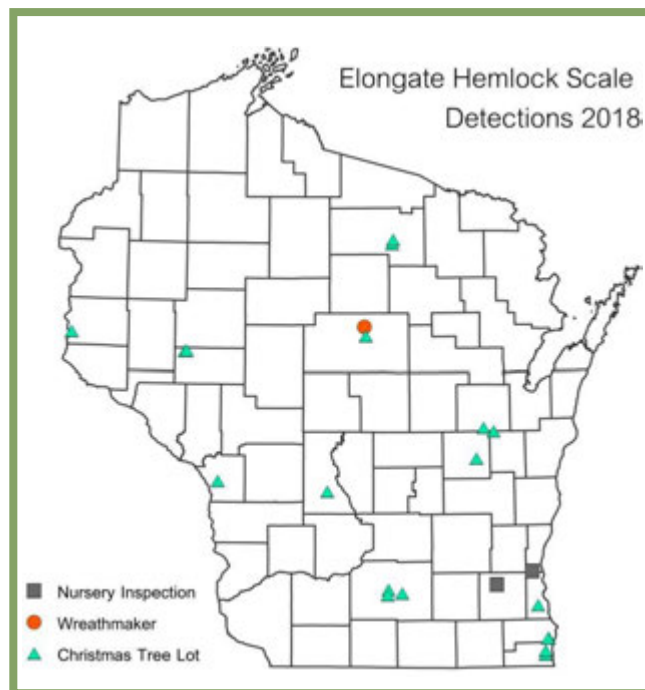 Elongate Hemlock Scale
Detections 2018
Nursery Inspection
Wreathmaker
Christmas Tree Lot